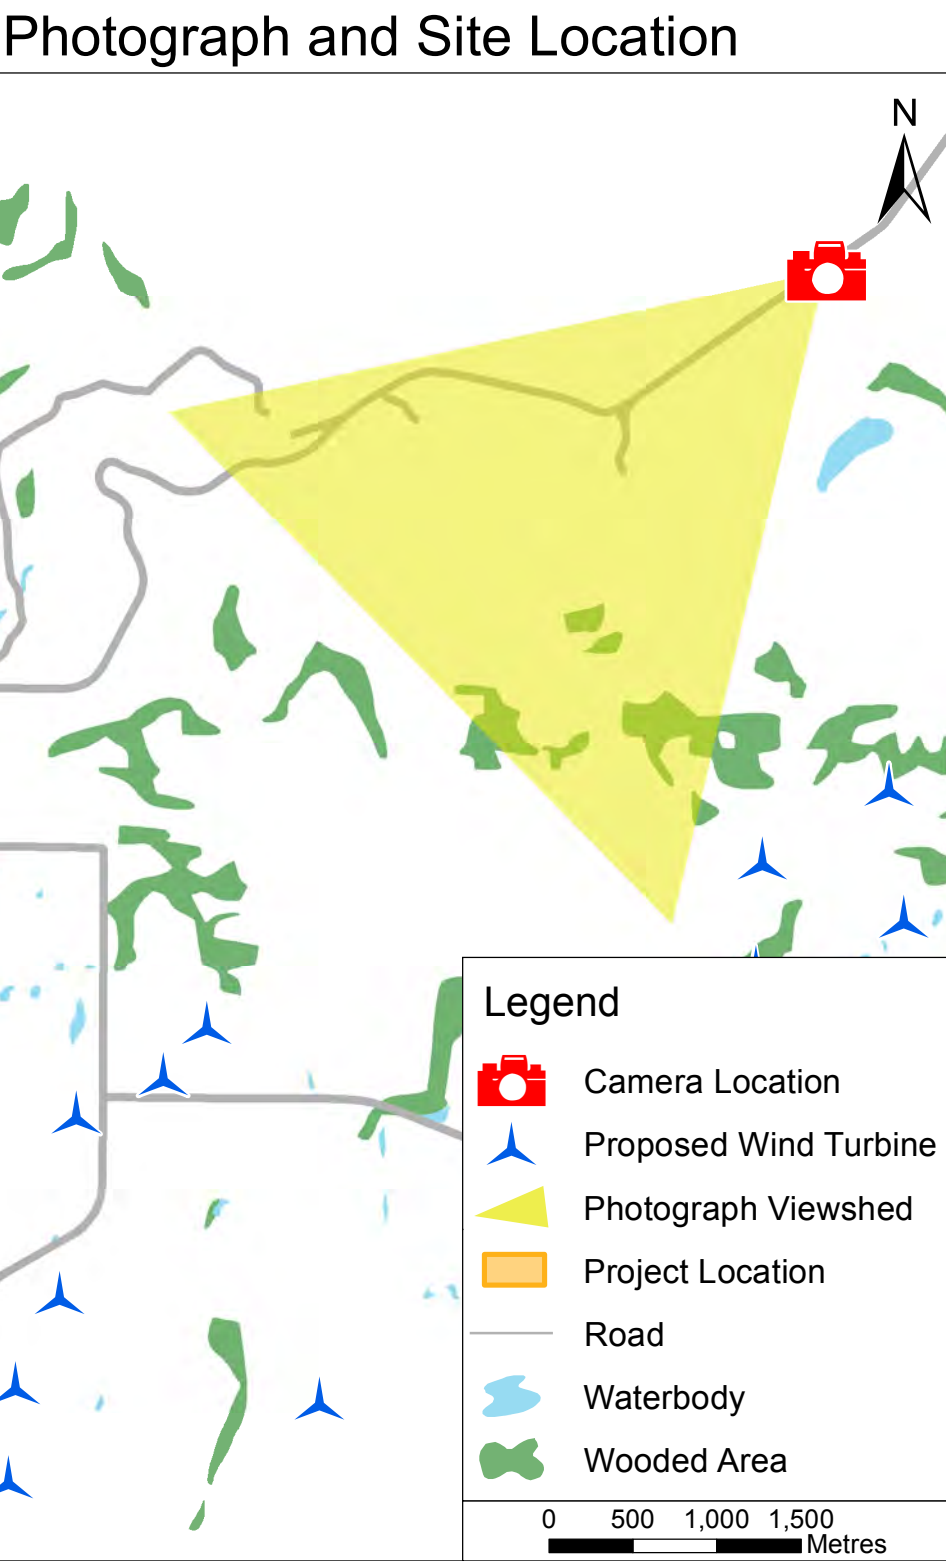 Photograph and Site Location
N
Legend
Camera Location
Proposed Wind Turbine
Photograph Viewshed
Project Location
Road
Waterbody
Wooded Area
0 500 1,000 1,500
Metres